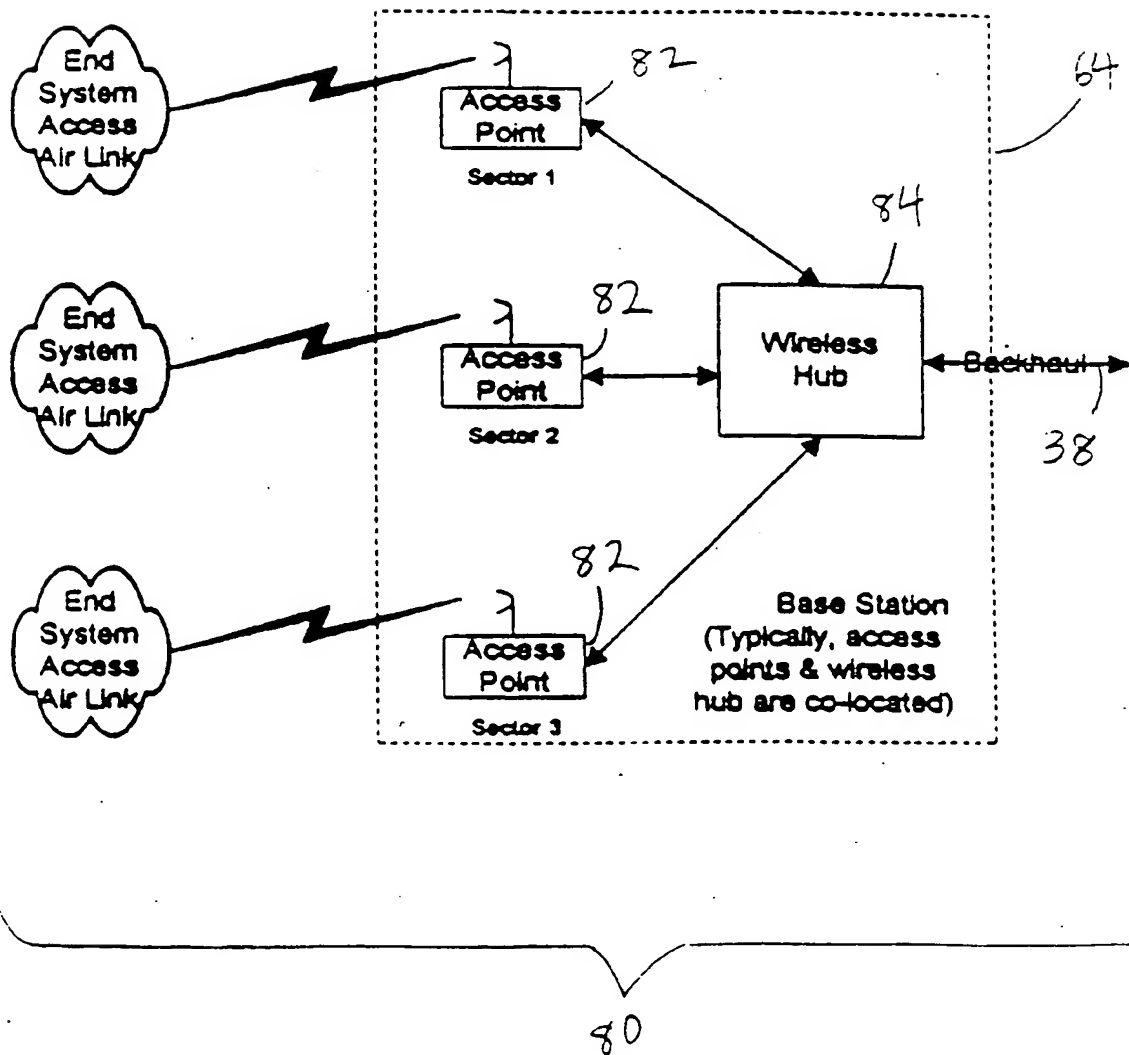 End
System
Access
Air Link
Access
Point
Sector 1
82
64
84
End
System
Access
Air Link
Access
Point
Sector 2
82
Wireless
Hub
Backhaul
38
End
System
Access
Air Link
Access
Point
Sector 3
82
Base Station
(Typically, access
points & wireless
hub are co-located)
80